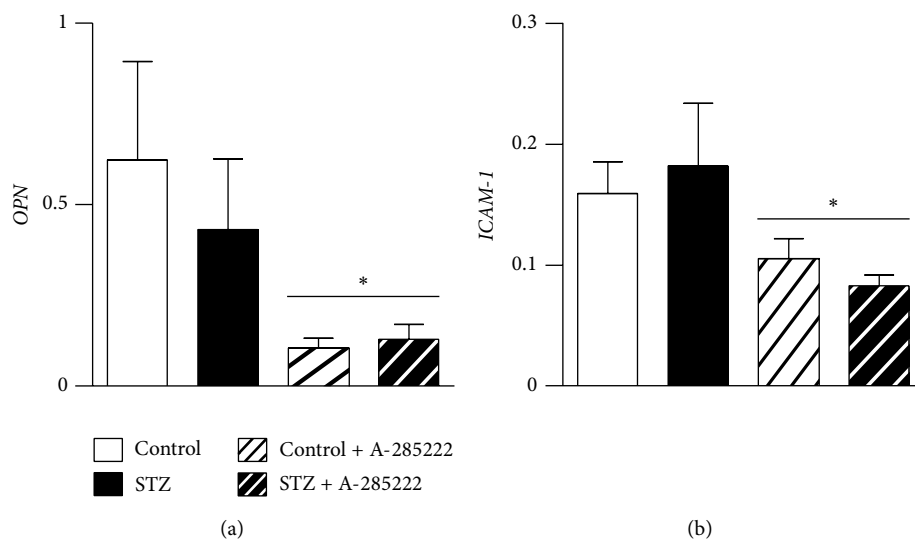 1
0.5
0
OPN
*
0.3
0.2
0.1
0
ICAM-1
*
Control
Control + A-285222
STZ
STZ + A-285222
(a)
(b)